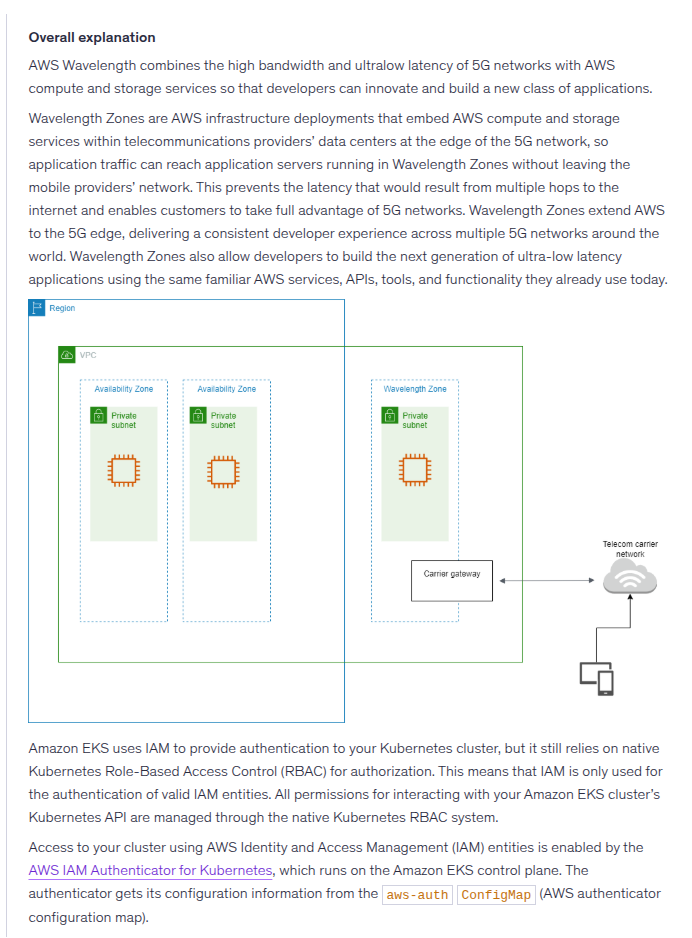 Overall explanation
AWS Wavelength combines the high bandwidth and ultralow latency of 5G networks with AWS
compute and storage services so that developers can innovate and build a new class of applications.
Wavelength Zones are AWS infrastructure deployments that embed AWS compute and storage
services within telecommunications providers' data centers at the edge of the 5G network, so
application traffic can reach application servers running in Wavelength Zones without leaving the
mobile providers' network. This prevents the latency that would result from multiple hops to the
internet and enables customers to take full advantage of 5G networks. Wavelength Zones extend AWS
to the 5G edge, delivering a consistent developer experience across multiple 5G networks around the
world. Wavelength Zones also allow developers to build the next generation of ultra-low latency
applications using the same familiar AWS services, APIs, tools, and functionality they already use today.
Region
VPC
Availability Zone
Availability Zone
Wavelength Zone
Private
subnet
Private
subnet
Private
subnet
Telecom carrier
network
Carrier gateway
Amazon EKS uses IAM to provide authentication to your Kubernetes cluster, but it still relies on native
Kubernetes Role-Based Access Control (RBAC) for authorization. This means that IAM is only used for
the authentication of valid IAM entities. All permissions for interacting with your Amazon EKS cluster's
Kubernetes API are managed through the native Kubernetes RBAC system.
Access to your cluster using AWS Identity and Access Management (IAM) entities is enabled by the
AWS IAM Authenticator for Kubernetes, which runs on the Amazon EKS control plane. The
authenticator gets its configuration information from the aws-auth ConfigMap (AWS authenticator
configuration map).